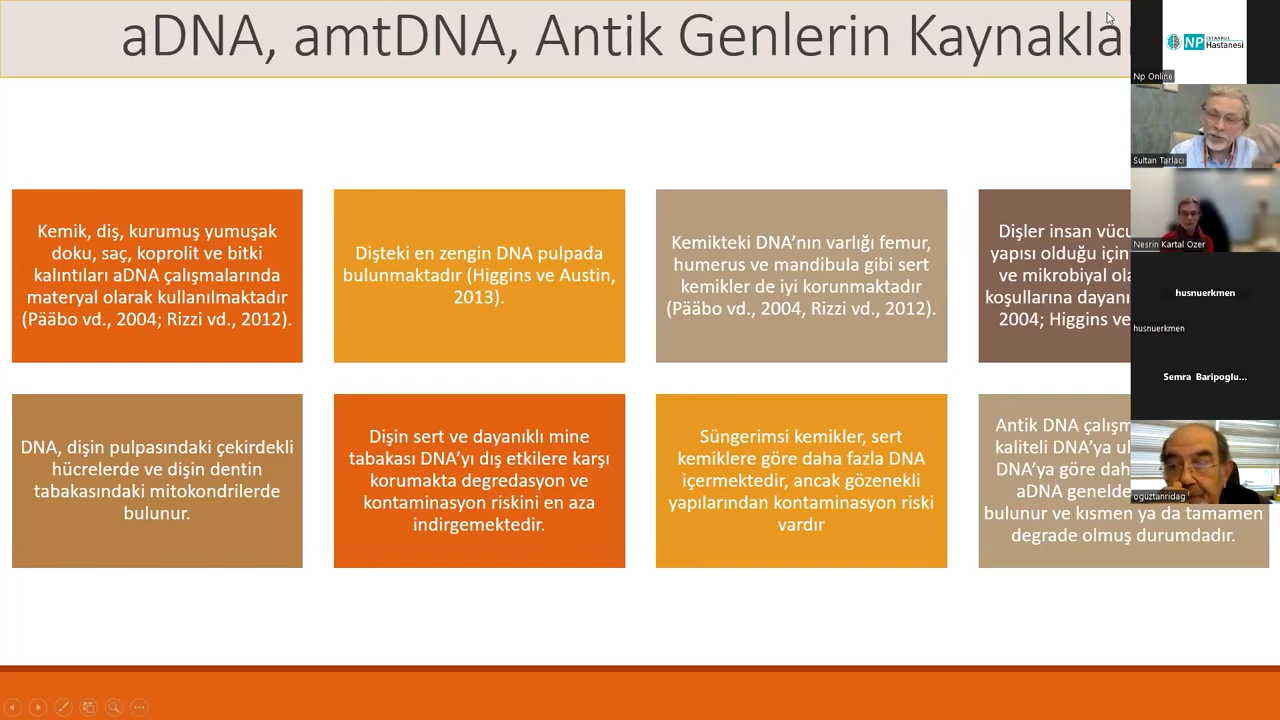 aDNA, amtDNA, Antik Genlerin Kaynakla
Kemik, diş, kurumuş yumuşak
doku, saç, koprolit ve bitki
kalıntıları aDNA çalışmalarında
materyal olarak kullanılmaktadır
(Pääbo vd., 2004; Rizzi vd., 2012).
Dişteki en zengin DNA pulpada
bulunmaktadır (Higgins ve Austin,
2013).
Kemikteki DNA’nın varlığı femur,
humerus ve mandibula gibi sert
kemikler de iyi korunmaktadır
(Pääbo vd., 2004, Rizzi vd., 2012).
Dişler insan vücu
yapısı olduğu için
ve mikrobiyal ola
koşullarına dayanı
2004; Higgins ve
DNA, dişin pulpasındaki çekirdekli
hücrelerde ve dişin dentin
tabakasındaki mitokondrilerde
bulunur.
Dişin sert ve dayanıklı mine
tabakası DNA’yı dış etkilere karşı
korumakta degredasyon ve
kontaminasyon riskini en aza
indirgemektedir.
Süngerimsi kemikler, sert
kemiklere göre daha fazla DNA
içermektedir, ancak gözenekli
yapılarından kontaminasyon riski
vardır
Antik DNA çalışm
kaliteli DNA’ya ul
DNA’ya göre dah
aDNA genelde
bulunur ve kısmen ya da tamamen
degrade olmuş durumdadır.
NP İSTANBUL Hastanesi
Np Online
Sultan Tarlacı
Nesrin Kartal Ozer
husnuerkmen
husnuerkmen
Semra Baripoglu...
oguztanridag